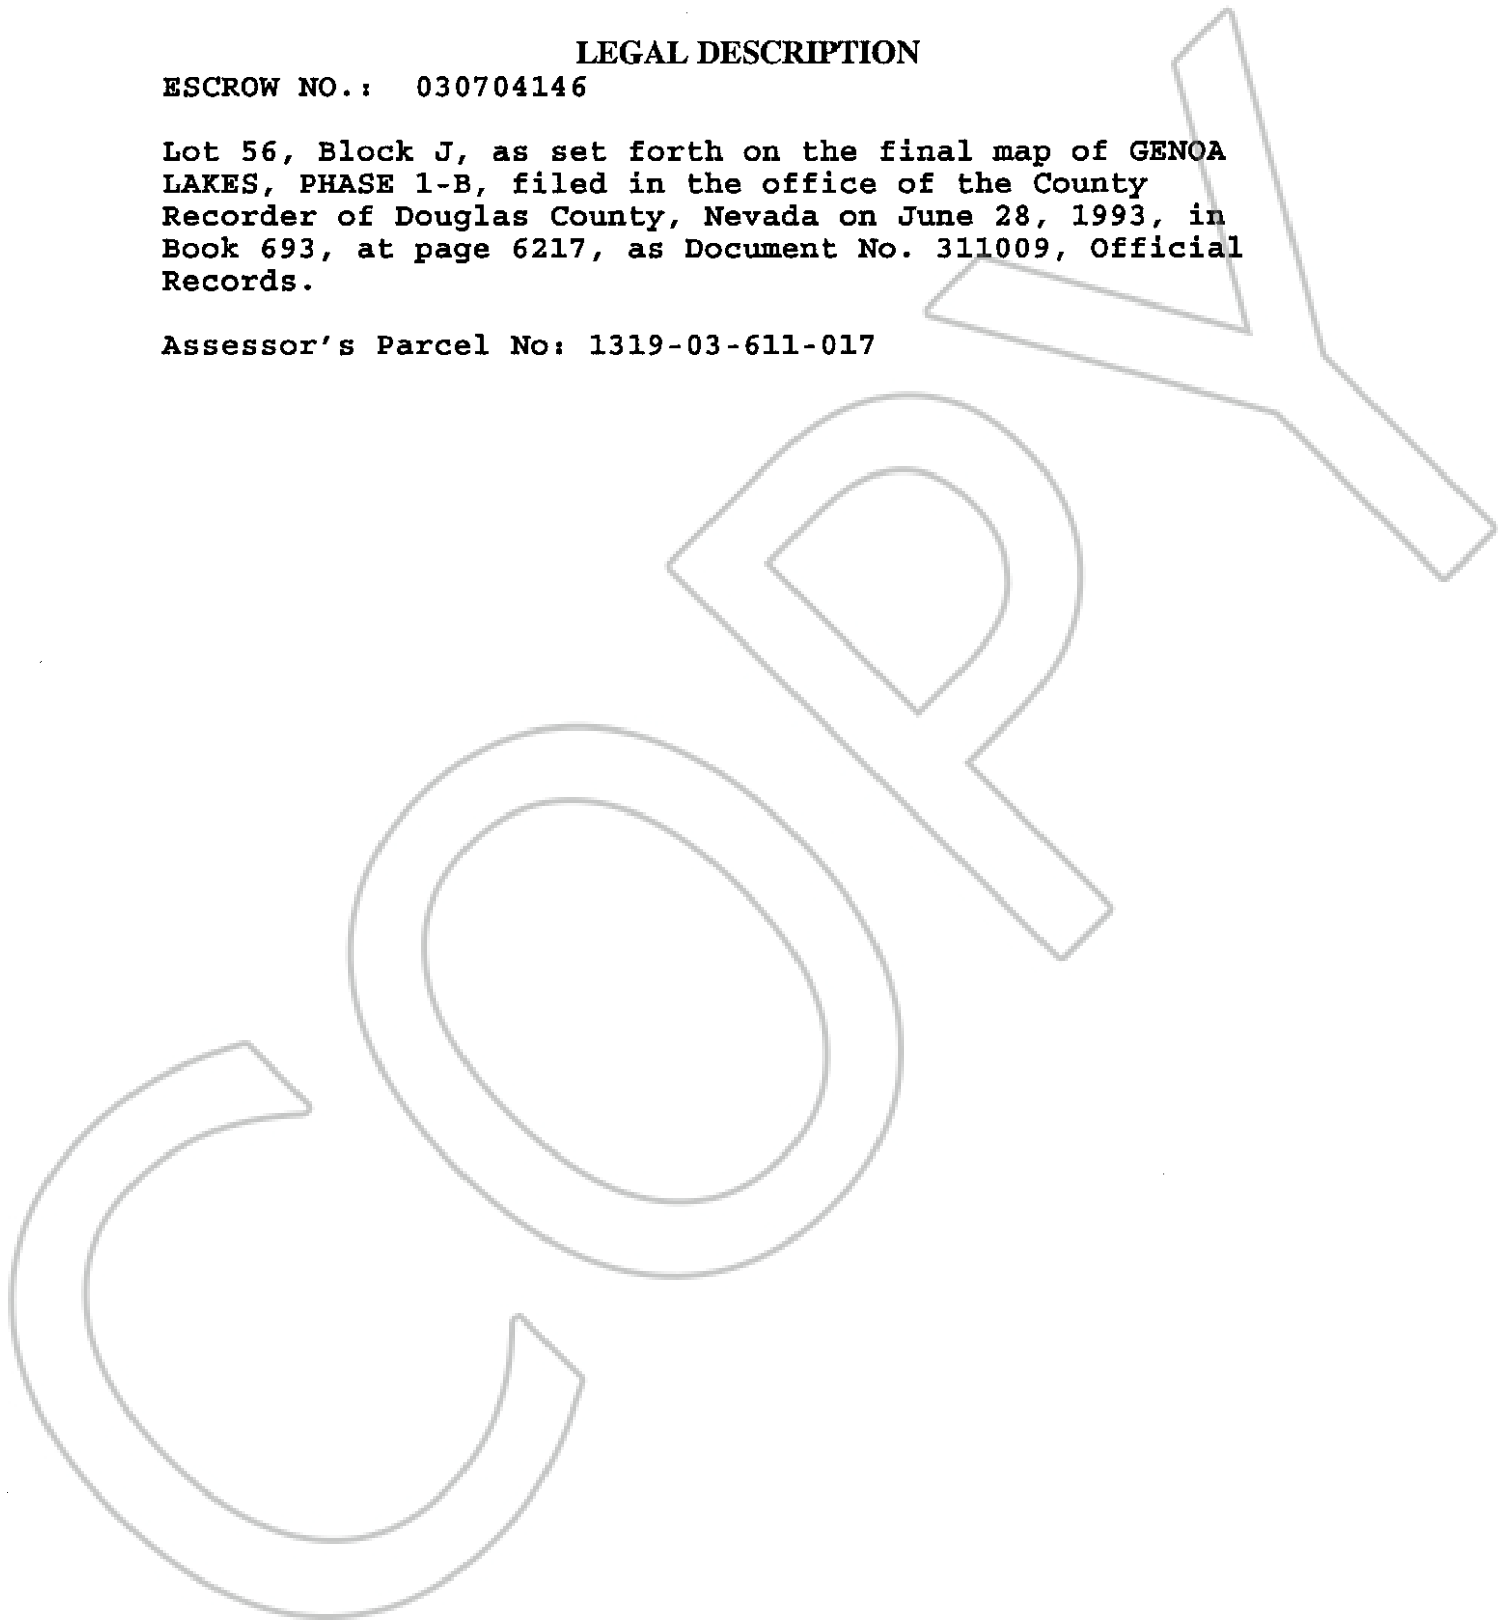 LEGAL DESCRIPTION
ESCROW NO.: 030704146
Lot 56, Block J, as set forth on the final map of GENOA
LAKES, PHASE 1-B, filed in the office of the County
Recorder of Douglas County, Nevada on June 28, 1993, in
Book 693, at page 6217, as Document No. 311009, Official
Records.
Assessor's Parcel No: 1319-03-611-017
COPY